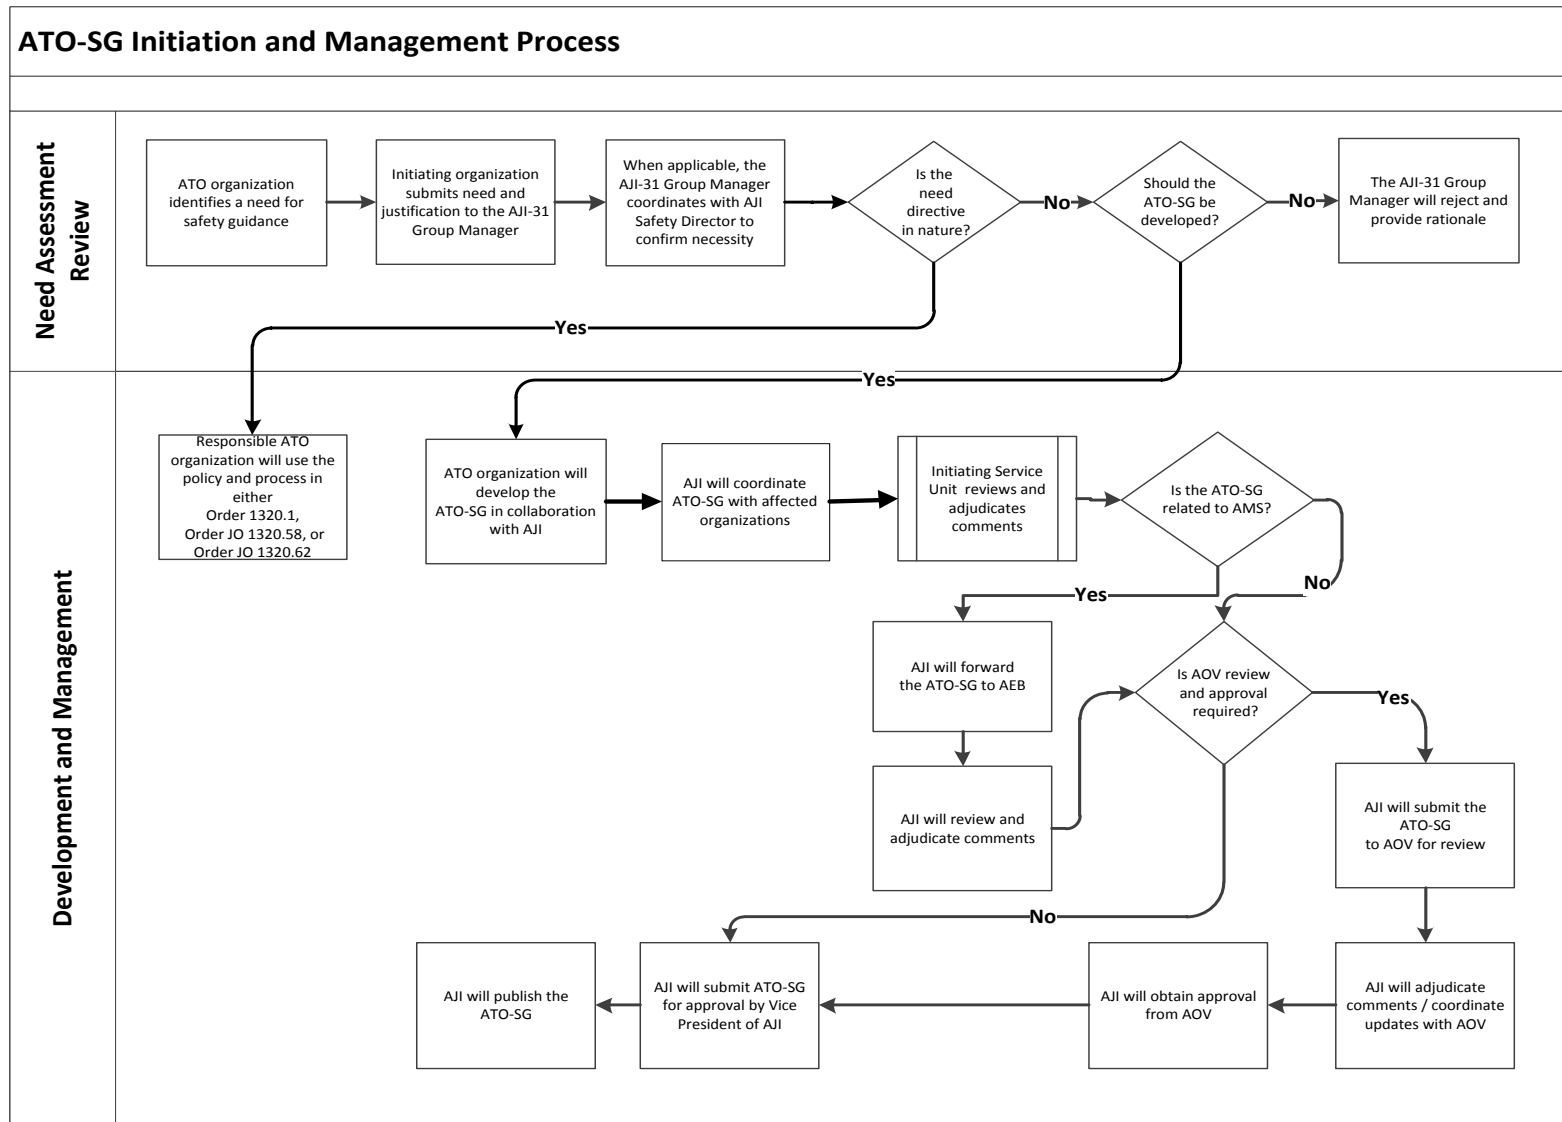 ATO-SG Initiation and Management Process
Need Assessment
Review
ATO organization
identifies a need for
safety guidance
Initiating organization
submits need and
justification to the AJI-31
Group Manager
When applicable, the
AJI-31 Group Manager
coordinates with AJI
Safety Director to
confirm necessity
Is the
need
directive
in nature?
No
Should the
ATO-SG be
developed?
No
The AJI-31 Group
Manager will reject and
provide rationale
Yes
Yes
Development and Management
Responsible ATO
organization will use the
policy and process in
either
Order 1320.1,
Order JO 1320.58, or
Order JO 1320.62
ATO organization will
develop the
ATO-SG in collaboration
with AJI
AJI will coordinate
ATO-SG with affected
organizations
Initiating Service
Unit reviews and
adjudicates
comments
Is the ATO-SG
related to AMS?
Yes
No
AJI will forward
the ATO-SG to AEB
Is AOV review
and approval
required?
Yes
AJI will review and
adjudicate comments
AJI will submit the
ATO-SG
to AOV for review
No
AJI will publish the
ATO-SG
AJI will submit ATO-SG
for approval by Vice
President of AJI
AJI will obtain approval
from AOV
AJI will adjudicate
comments / coordinate
updates with AOV